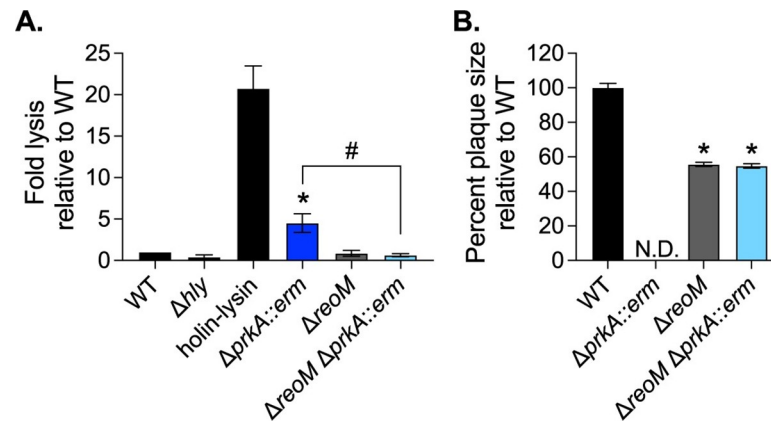 A.
Fold lysis
relative to WT
25
20
15
10
5
0
*
#
WT
Δhly
holin-lysin
ΔprkA::erm
ΔreoM
ΔreoM ΔprkA::erm
B.
Percent plaque size
relative to WT
120
100
80
60
40
20
0
N.D.
*
*
WT
ΔprkA::erm
ΔreoM
ΔreoM ΔprkA::erm